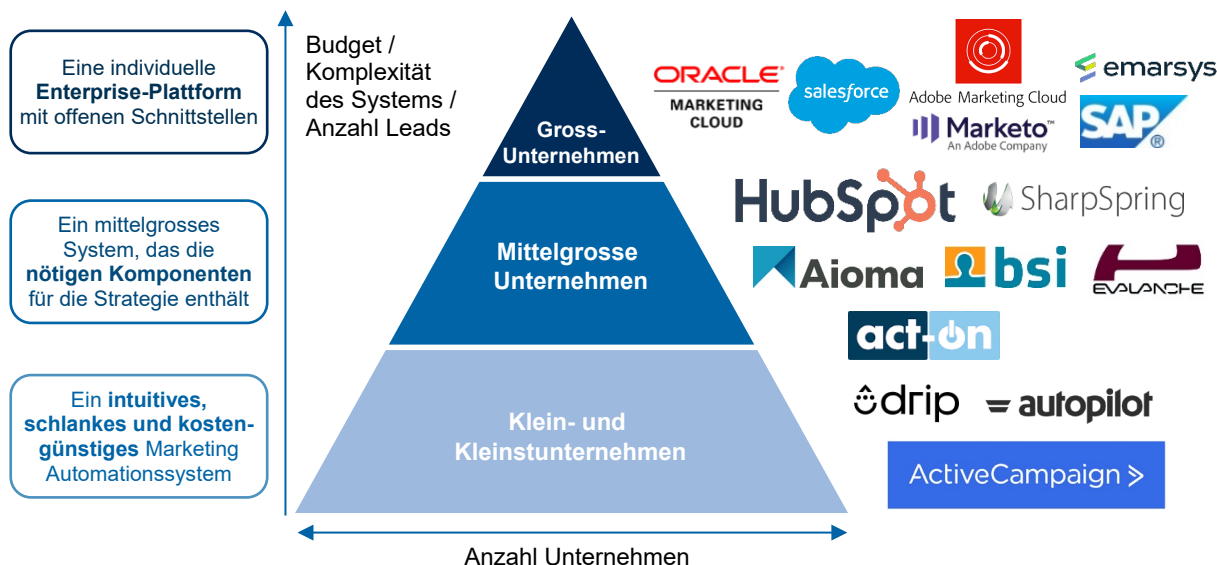 Eine individuelle
Enterprise-Plattform
mit offenen Schnittstellen
Ein mittelgrosses
System, das die
nötigen Komponenten
für die Strategie enthält
Ein intuitives,
schlankes und kosten-
günstiges Marketing
Automationssystem
Budget /
Komplexität
des Systems /
Anzahl Leads
Gross-
Unternehmen
Mittelgrosse
Unternehmen
Klein- und
Kleinstunternehmen
Anzahl Unternehmen
ORACLE®
MARKETING
CLOUD
salesforce
Adobe Marketing Cloud
emarsys
Marketo™
An Adobe Company
SAP®
HubSpot
SharpSpring
Aioma
bsi
EVALANCHE
act-on
drip
autopilot
ActiveCampaign >